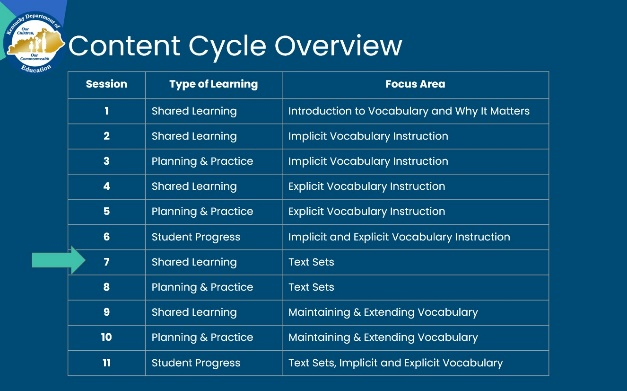 Kentucky Department of
Our Children,
Our Commonwealth
Education
Content Cycle Overview
Session Type of Learning Focus Area
1 Shared Learning Introduction to Vocabulary and Why It Matters
2 Shared Learning Implicit Vocabulary Instruction
3 Planning & Practice Implicit Vocabulary Instruction
4 Shared Learning Explicit Vocabulary Instruction
5 Planning & Practice Explicit Vocabulary Instruction
6 Student Progress Implicit and Explicit Vocabulary Instruction
7 Shared Learning Text Sets
8 Planning & Practice Text Sets
9 Shared Learning Maintaining & Extending Vocabulary
10 Planning & Practice Maintaining & Extending Vocabulary
11 Student Progress Text Sets, Implicit and Explicit Vocabulary